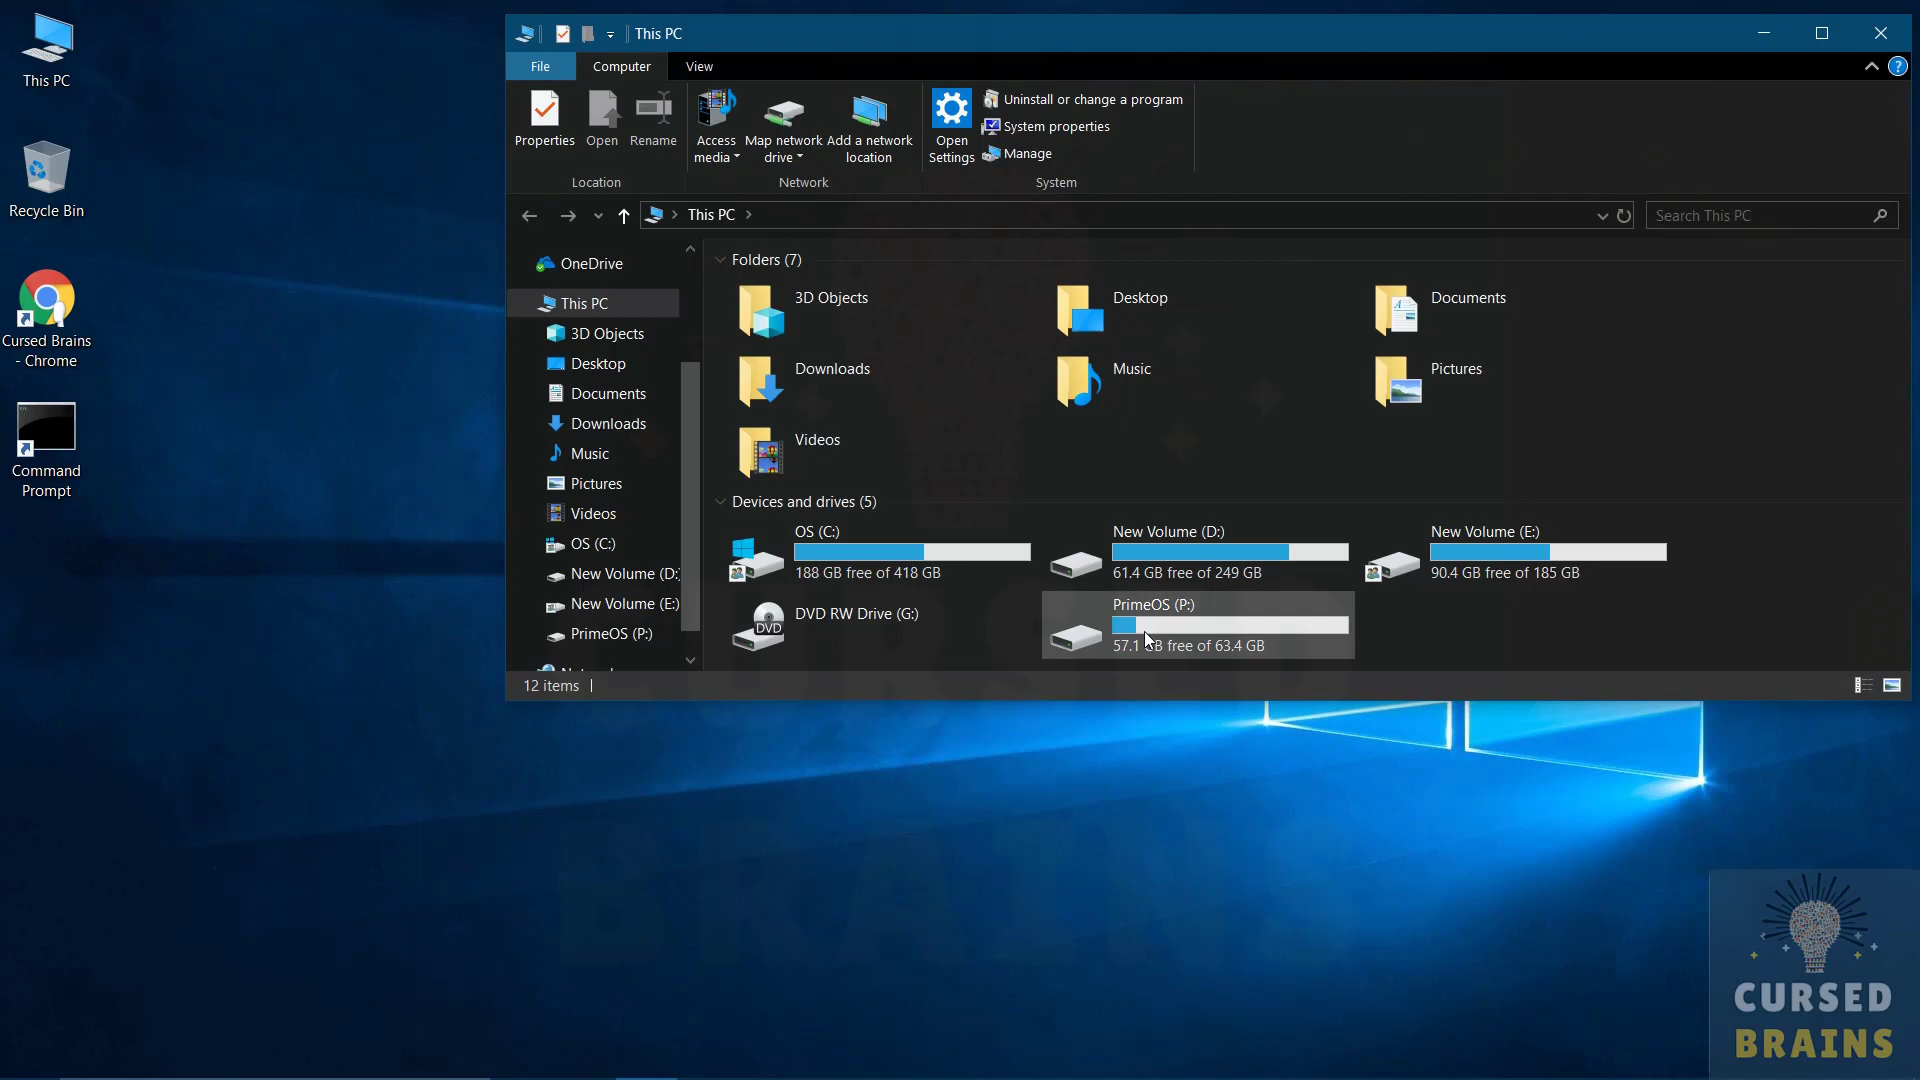 This PC
Recycle Bin
Cursed Brains
- Chrome
Command
Prompt
This PC
File
Computer
View
Properties
Open
Rename
Access
media
Map network
drive
Add a network
location
Open
Settings
Uninstall or change a program
System properties
Manage
Location
Network
System
This PC
Search This PC
OneDrive
This PC
3D Objects
Desktop
Documents
Downloads
Music
Pictures
Videos
OS (C:)
New Volume (D:)
New Volume (E:)
PrimeOS (P:)
Folders (7)
3D Objects
Desktop
Documents
Downloads
Music
Pictures
Videos
Devices and drives (5)
OS (C:)
188 GB free of 418 GB
New Volume (D:)
61.4 GB free of 249 GB
New Volume (E:)
90.4 GB free of 185 GB
DVD
DVD RW Drive (G:)
PrimeOS (P:)
57.1 GB free of 63.4 GB
12 items
CURSED
BRAINS
CURSED
BRAINS